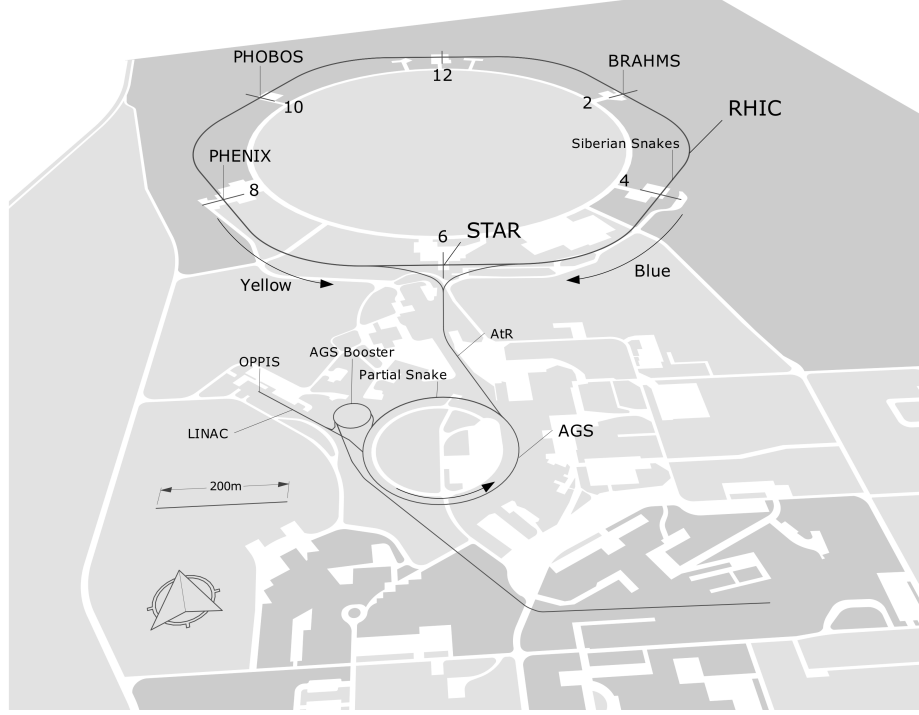 PHOBOS
12
BRAHMS
10
2
RHIC
Siberian Snakes
PHENIX
8
4
6
STAR
Yellow
Blue
AtR
AGS Booster
OPPIS
Partial Snake
LINAC
AGS
200m